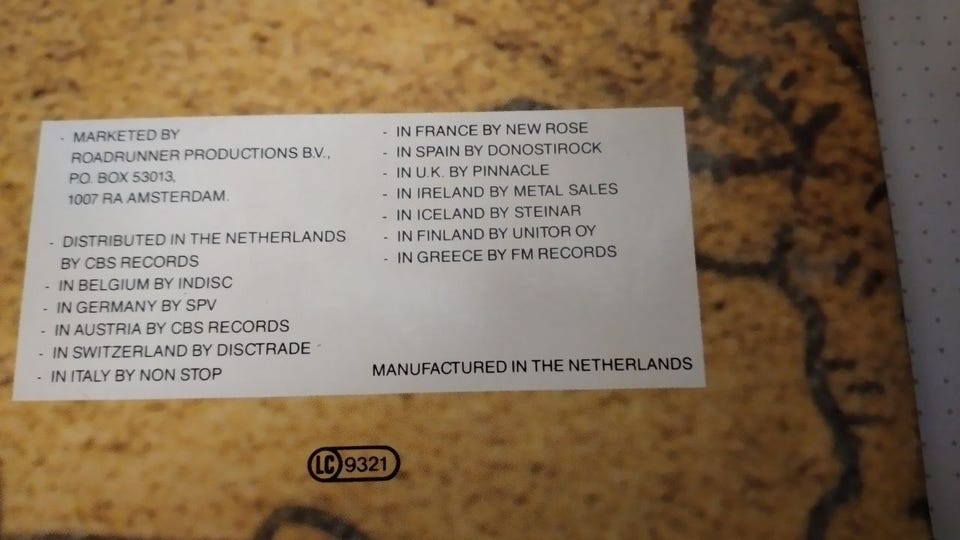 - MARKETED BY
ROADRUNNER PRODUCTIONS B.V.,
P.O. BOX 53013,
1007 RA AMSTERDAM.
- DISTRIBUTED IN THE NETHERLANDS
BY CBS RECORDS
- IN BELGIUM BY INDISC
- IN GERMANY BY SPV
- IN AUSTRIA BY CBS RECORDS
- IN SWITZERLAND BY DISCTRADE
- IN ITALY BY NON STOP
- IN FRANCE BY NEW ROSE
- IN SPAIN BY DONOSTIROCK
- IN U.K. BY PINNACLE
- IN IRELAND BY METAL SALES
- IN ICELAND BY STEINAR
- IN FINLAND BY UNITOR OY
- IN GREECE BY FM RECORDS
MANUFACTURED IN THE NETHERLANDS
LC 9321